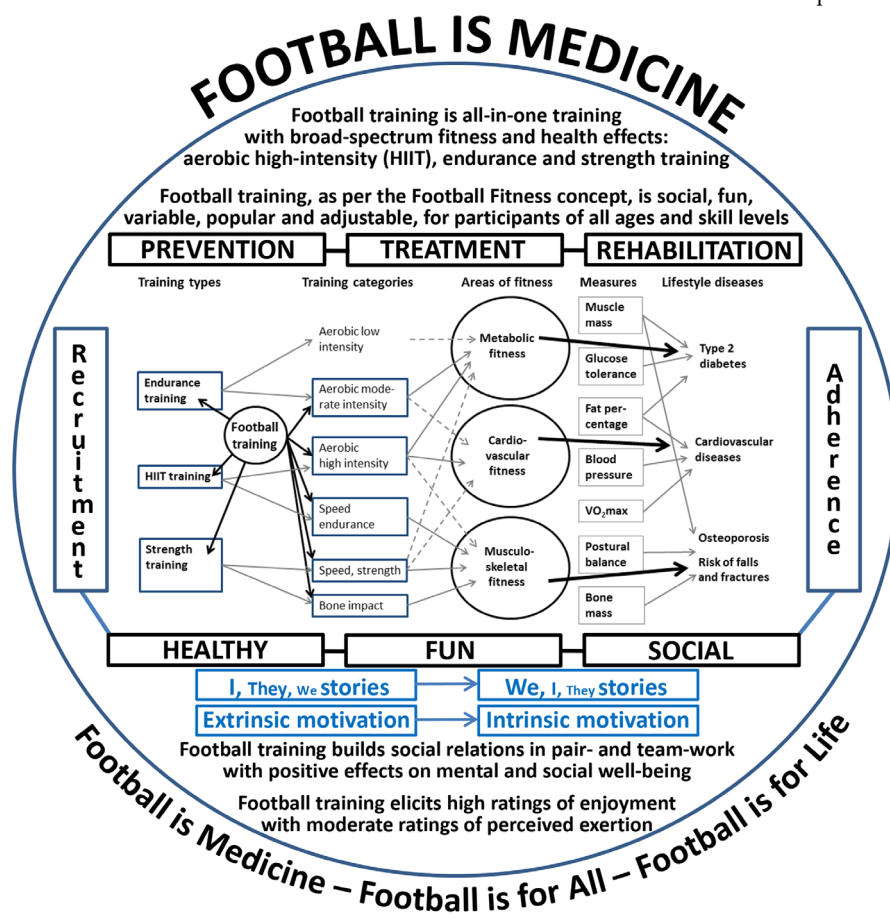 FOOTBALL IS MEDICINE
Football training is all-in-one training
with broad-spectrum fitness and health effects:
aerobic high-intensity (HIIT), endurance and strength training
Football training, as per the Football Fitness concept, is social, fun,
variable, popular and adjustable, for participants of all ages and skill levels
PREVENTION
TREATMENT
REHABILITATION
Training types
Training categories
Areas of fitness
Measures
Lifestyle diseases
Recruitment
Endurance
training
HIIT training
Strength
training
Football
training
Aerobic low
intensity
Aerobic mode-
rate intensity
Aerobic
high intensity
Speed
endurance
Speed, strength
Bone impact
Metabolic
fitness
Cardio-
vascular
fitness
Musculo-
skeletal
fitness
Muscle
mass
Glucose
tolerance
Fat per-
centage
Blood
pressure
VO₂max
Postural
balance
Bone
mass
Type 2
diabetes
Cardiovascular
diseases
Osteoporosis
Risk of falls
and fractures
Adherence
HEALTHY
FUN
SOCIAL
I, They, We stories
We, I, They stories
Extrinsic motivation
Intrinsic motivation
Football training builds social relations in pair- and team-work
with positive effects on mental and social well-being
Football training elicits high ratings of enjoyment
with moderate ratings of perceived exertion
Football is Medicine – Football is for All – Football is for Life